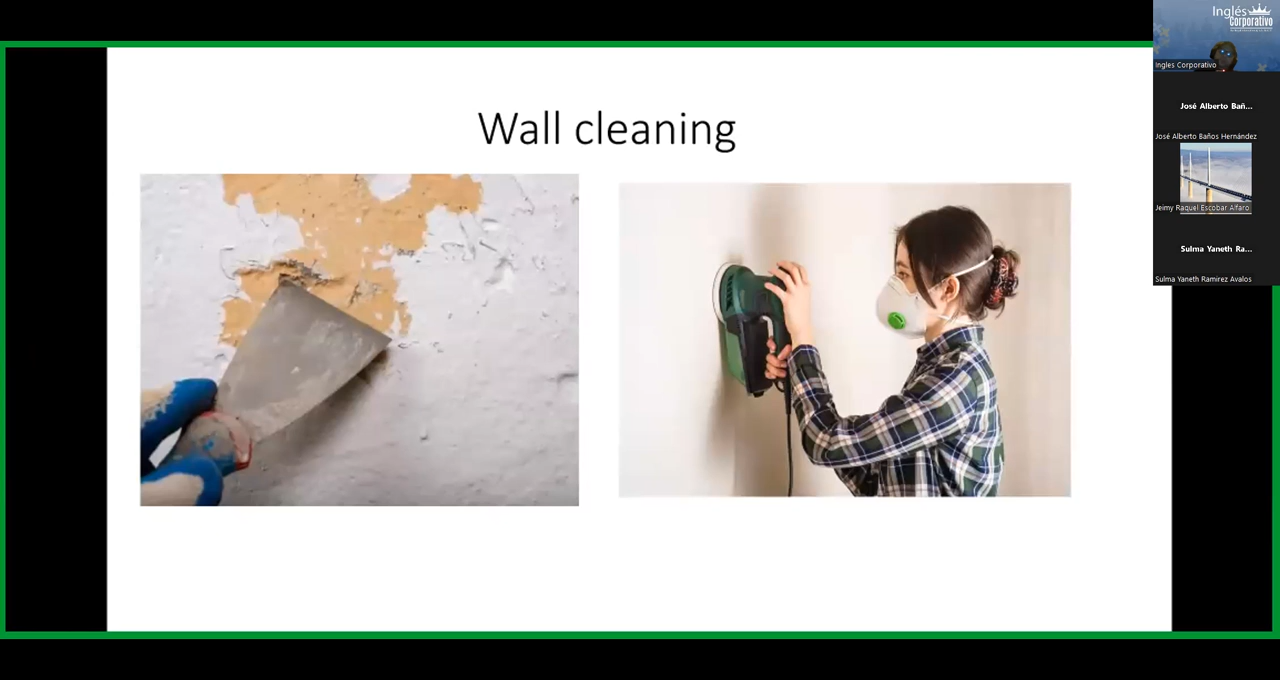 Wall cleaning
Inglés
Corporativo
Ingles Corporativo
José Alberto Bañ...
José Alberto Baños Hernández
Jeimy Raquel Escobar Alfaro
Sulma Yaneth Ra...
Sulma Yaneth Ramirez Avalos